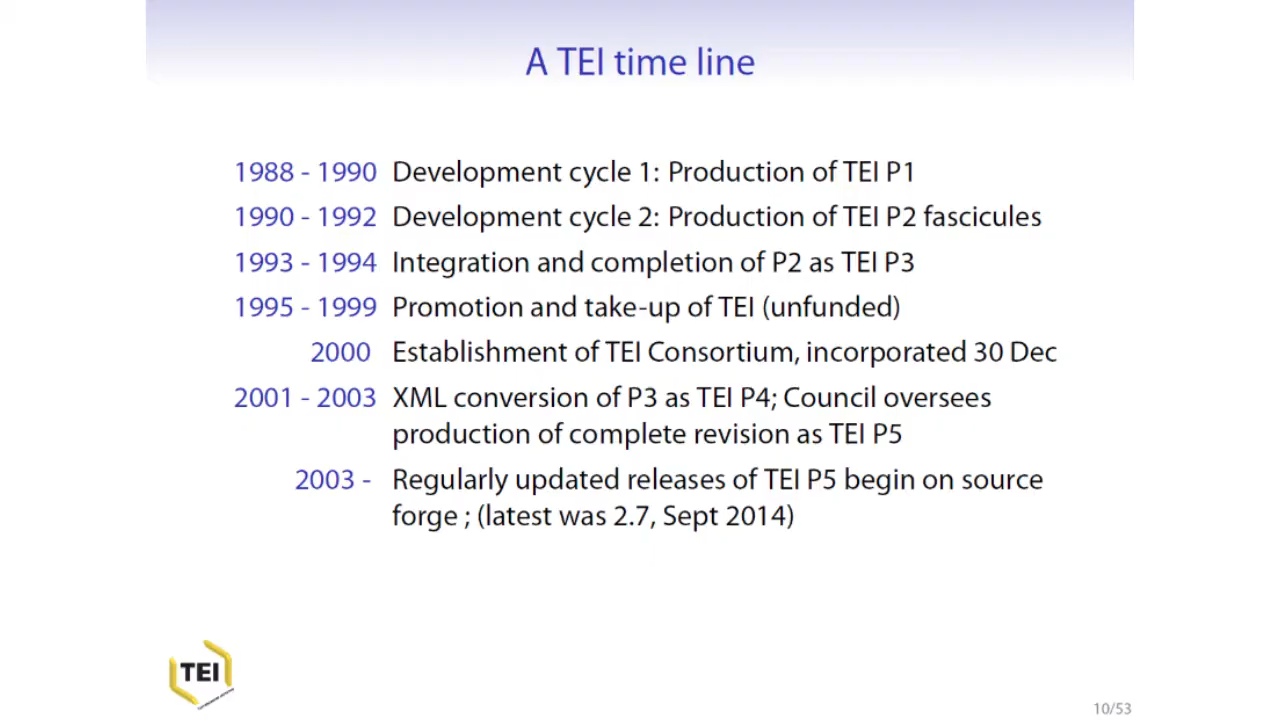 A TEI time line
1988 - 1990 Development cycle 1: Production of TEI P1
1990 - 1992 Development cycle 2: Production of TEI P2 fascicules
1993 - 1994 Integration and completion of P2 as TEI P3
1995 - 1999 Promotion and take-up of TEI (unfunded)
2000 Establishment of TEI Consortium, incorporated 30 Dec
2001 - 2003 XML conversion of P3 as TEI P4; Council oversees
production of complete revision as TEI P5
2003 - Regularly updated releases of TEI P5 begin on source
forge ; (latest was 2.7, Sept 2014)
TEI
10/53